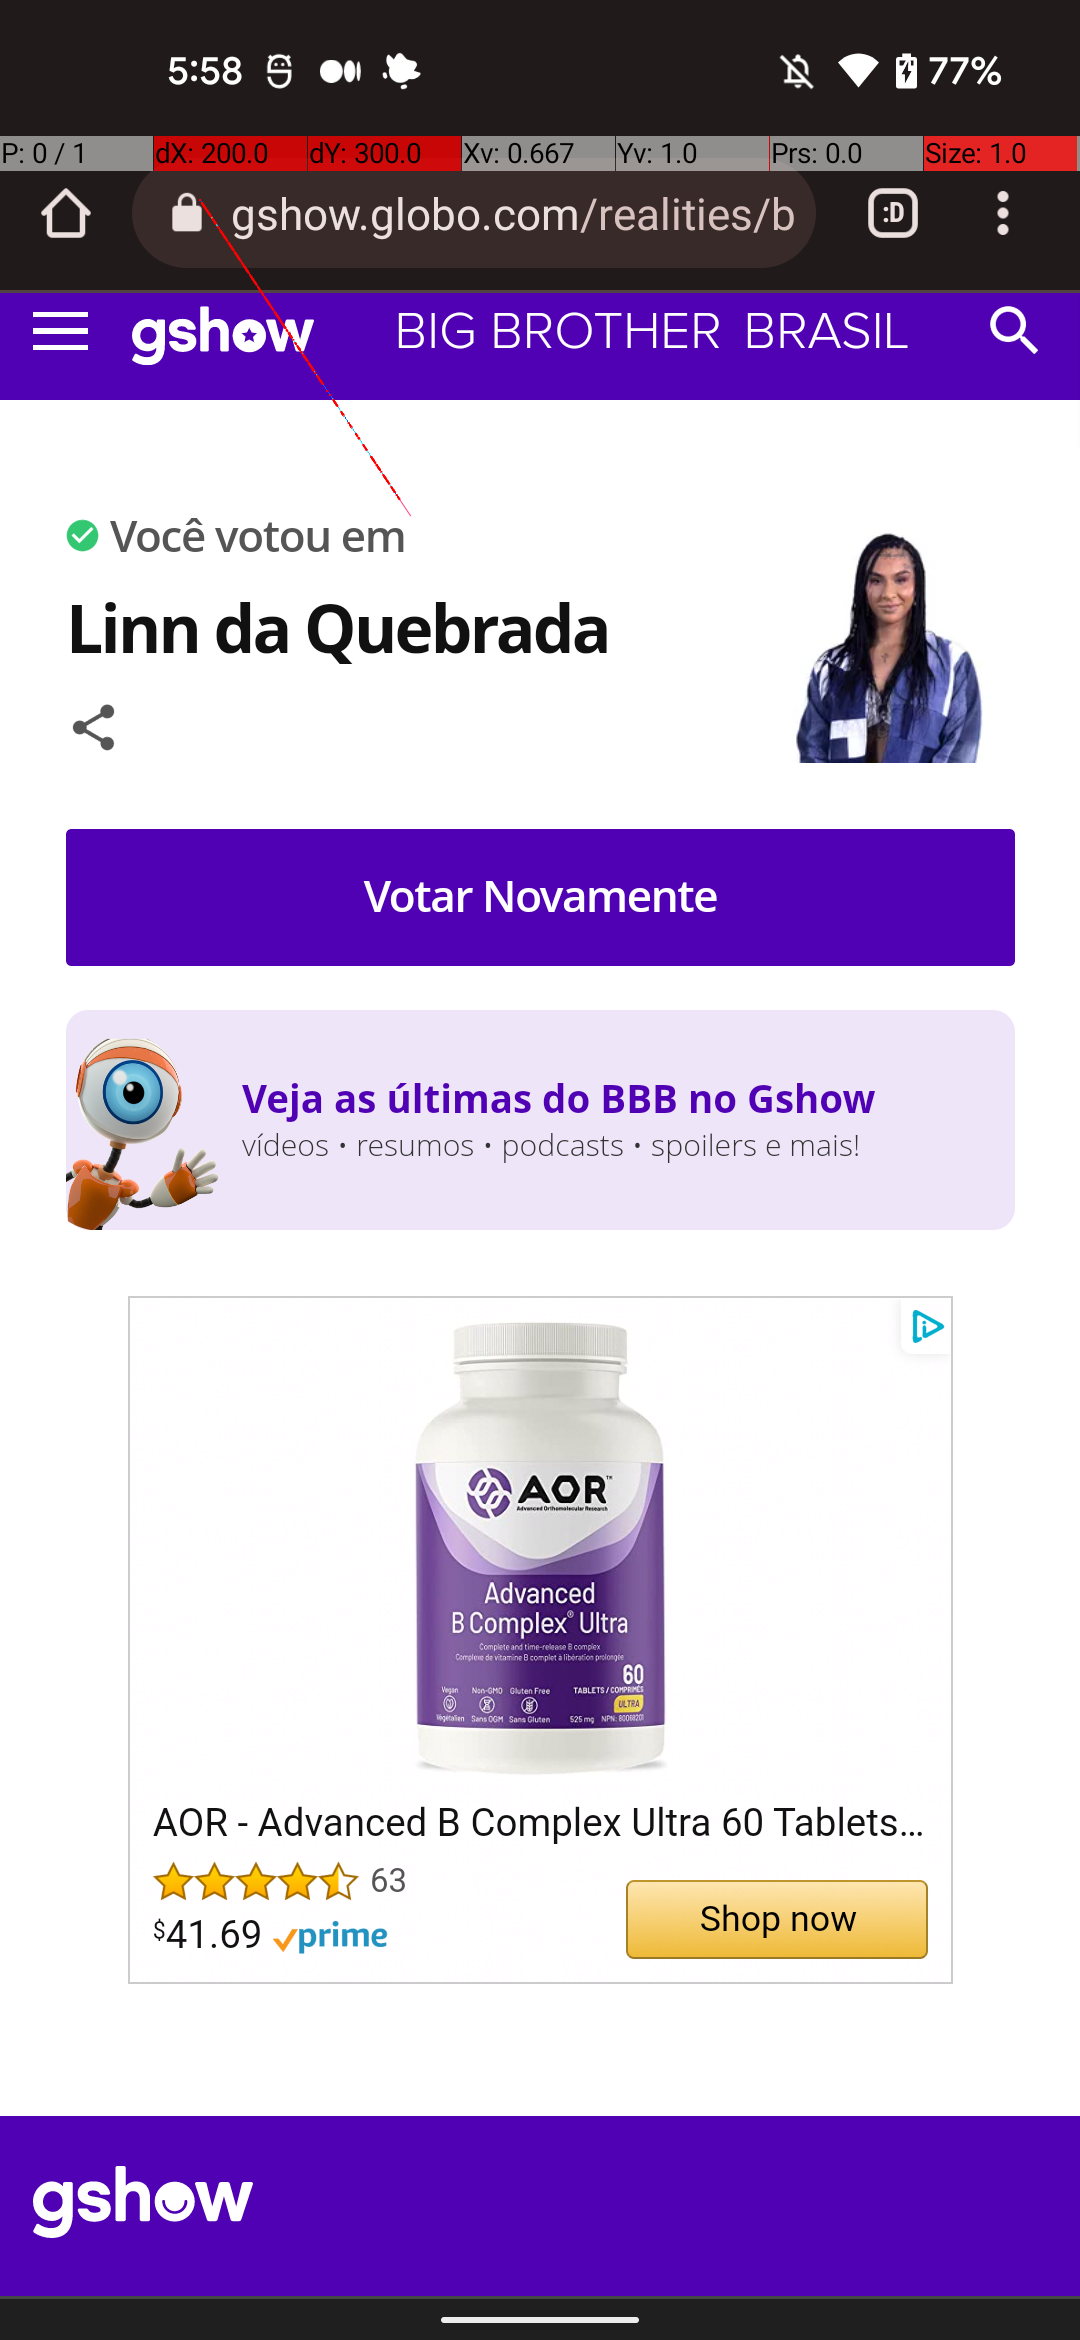 5:58
77%
P: 0 / 1 dX: 200.0 dY: 300.0 Xv: 0.667 Yv: 1.0 Prs: 0.0 Size: 1.0
gshow.globo.com/realities/b
:D
gshow BIG BROTHER BRASIL
Você votou em
Linn da Quebrada
Votar Novamente
Veja as últimas do BBB no Gshow
vídeos • resumos • podcasts • spoilers e mais!
AOR™
Advanced Orthomolecular Research
Advanced
B Complex® Ultra
Complete and time-release B complex
Complexe de vitamine B complet à libération prolongée
60
TABLETS / COMPRIMÉS
ULTRA
Vegan Non-GMO Gluten Free
Végétalien Sans OGM Sans Gluten
525 mg NPN: 80068201
AOR - Advanced B Complex Ultra 60 Tablets...
63
$41.69 prime
Shop now
gshow